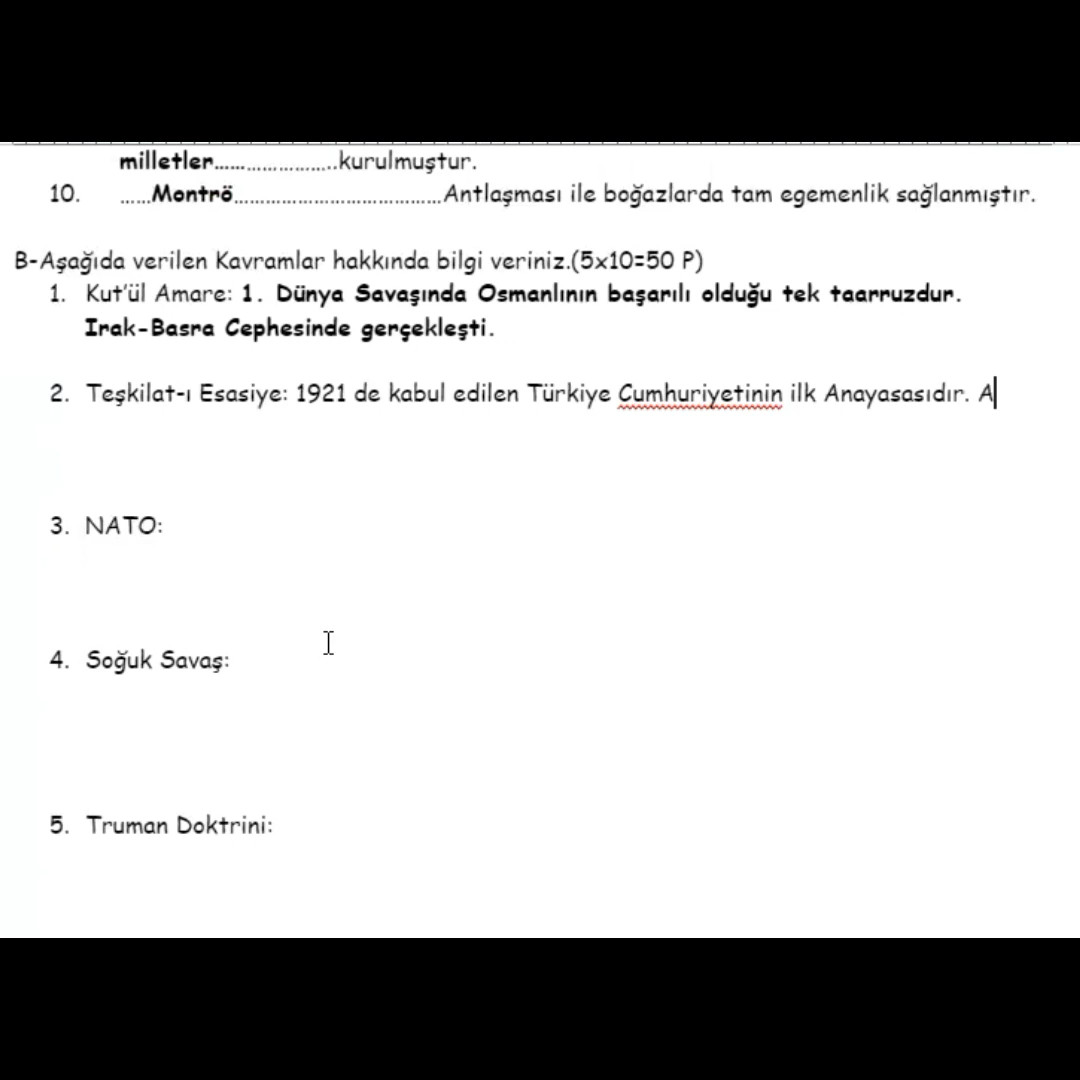 milletler.........................kurulmuştur.
10. ......Montrö......................................Antlaşması ile boğazlarda tam egemenlik sağlanmıştır.
B-Aşağıda verilen Kavramlar hakkında bilgi veriniz.(5x10=50 P)
1. Kut'ül Amare: 1. Dünya Savaşında Osmanlının başarılı olduğu tek taarruzdur.
Irak-Basra Cephesinde gerçekleşti.
2. Teşkilat-ı Esasiye: 1921 de kabul edilen Türkiye Cumhuriyetinin ilk Anayasasıdır. A
3. NATO:
4. Soğuk Savaş:
5. Truman Doktrini: